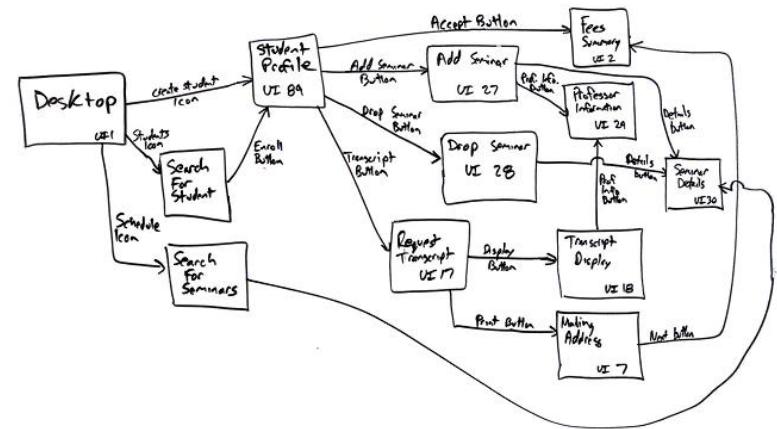 Accept Button
Fees
Summary
UI 2
Student
Profile
UI 89
Add Seminar
Button
Add Seminar
UI 27
Prof. Info.
Button
Professor
Information
UI 29
Desktop
UI 1
Create Student
Icon
Students
Icon
Search
For
Student
Enroll
Button
Drop Seminar
Button
Drop Seminar
UI 28
Details
Button
Details
Button
Seminar
Details
UI 30
Transcript
Button
Prof
Info
Button
Schedule
Icon
Search
For
Seminars
Request
Transcript
UI 17
Display
Button
Transcript
Display
UI 18
Print Button
Mailing
Address
UI 7
Next Button